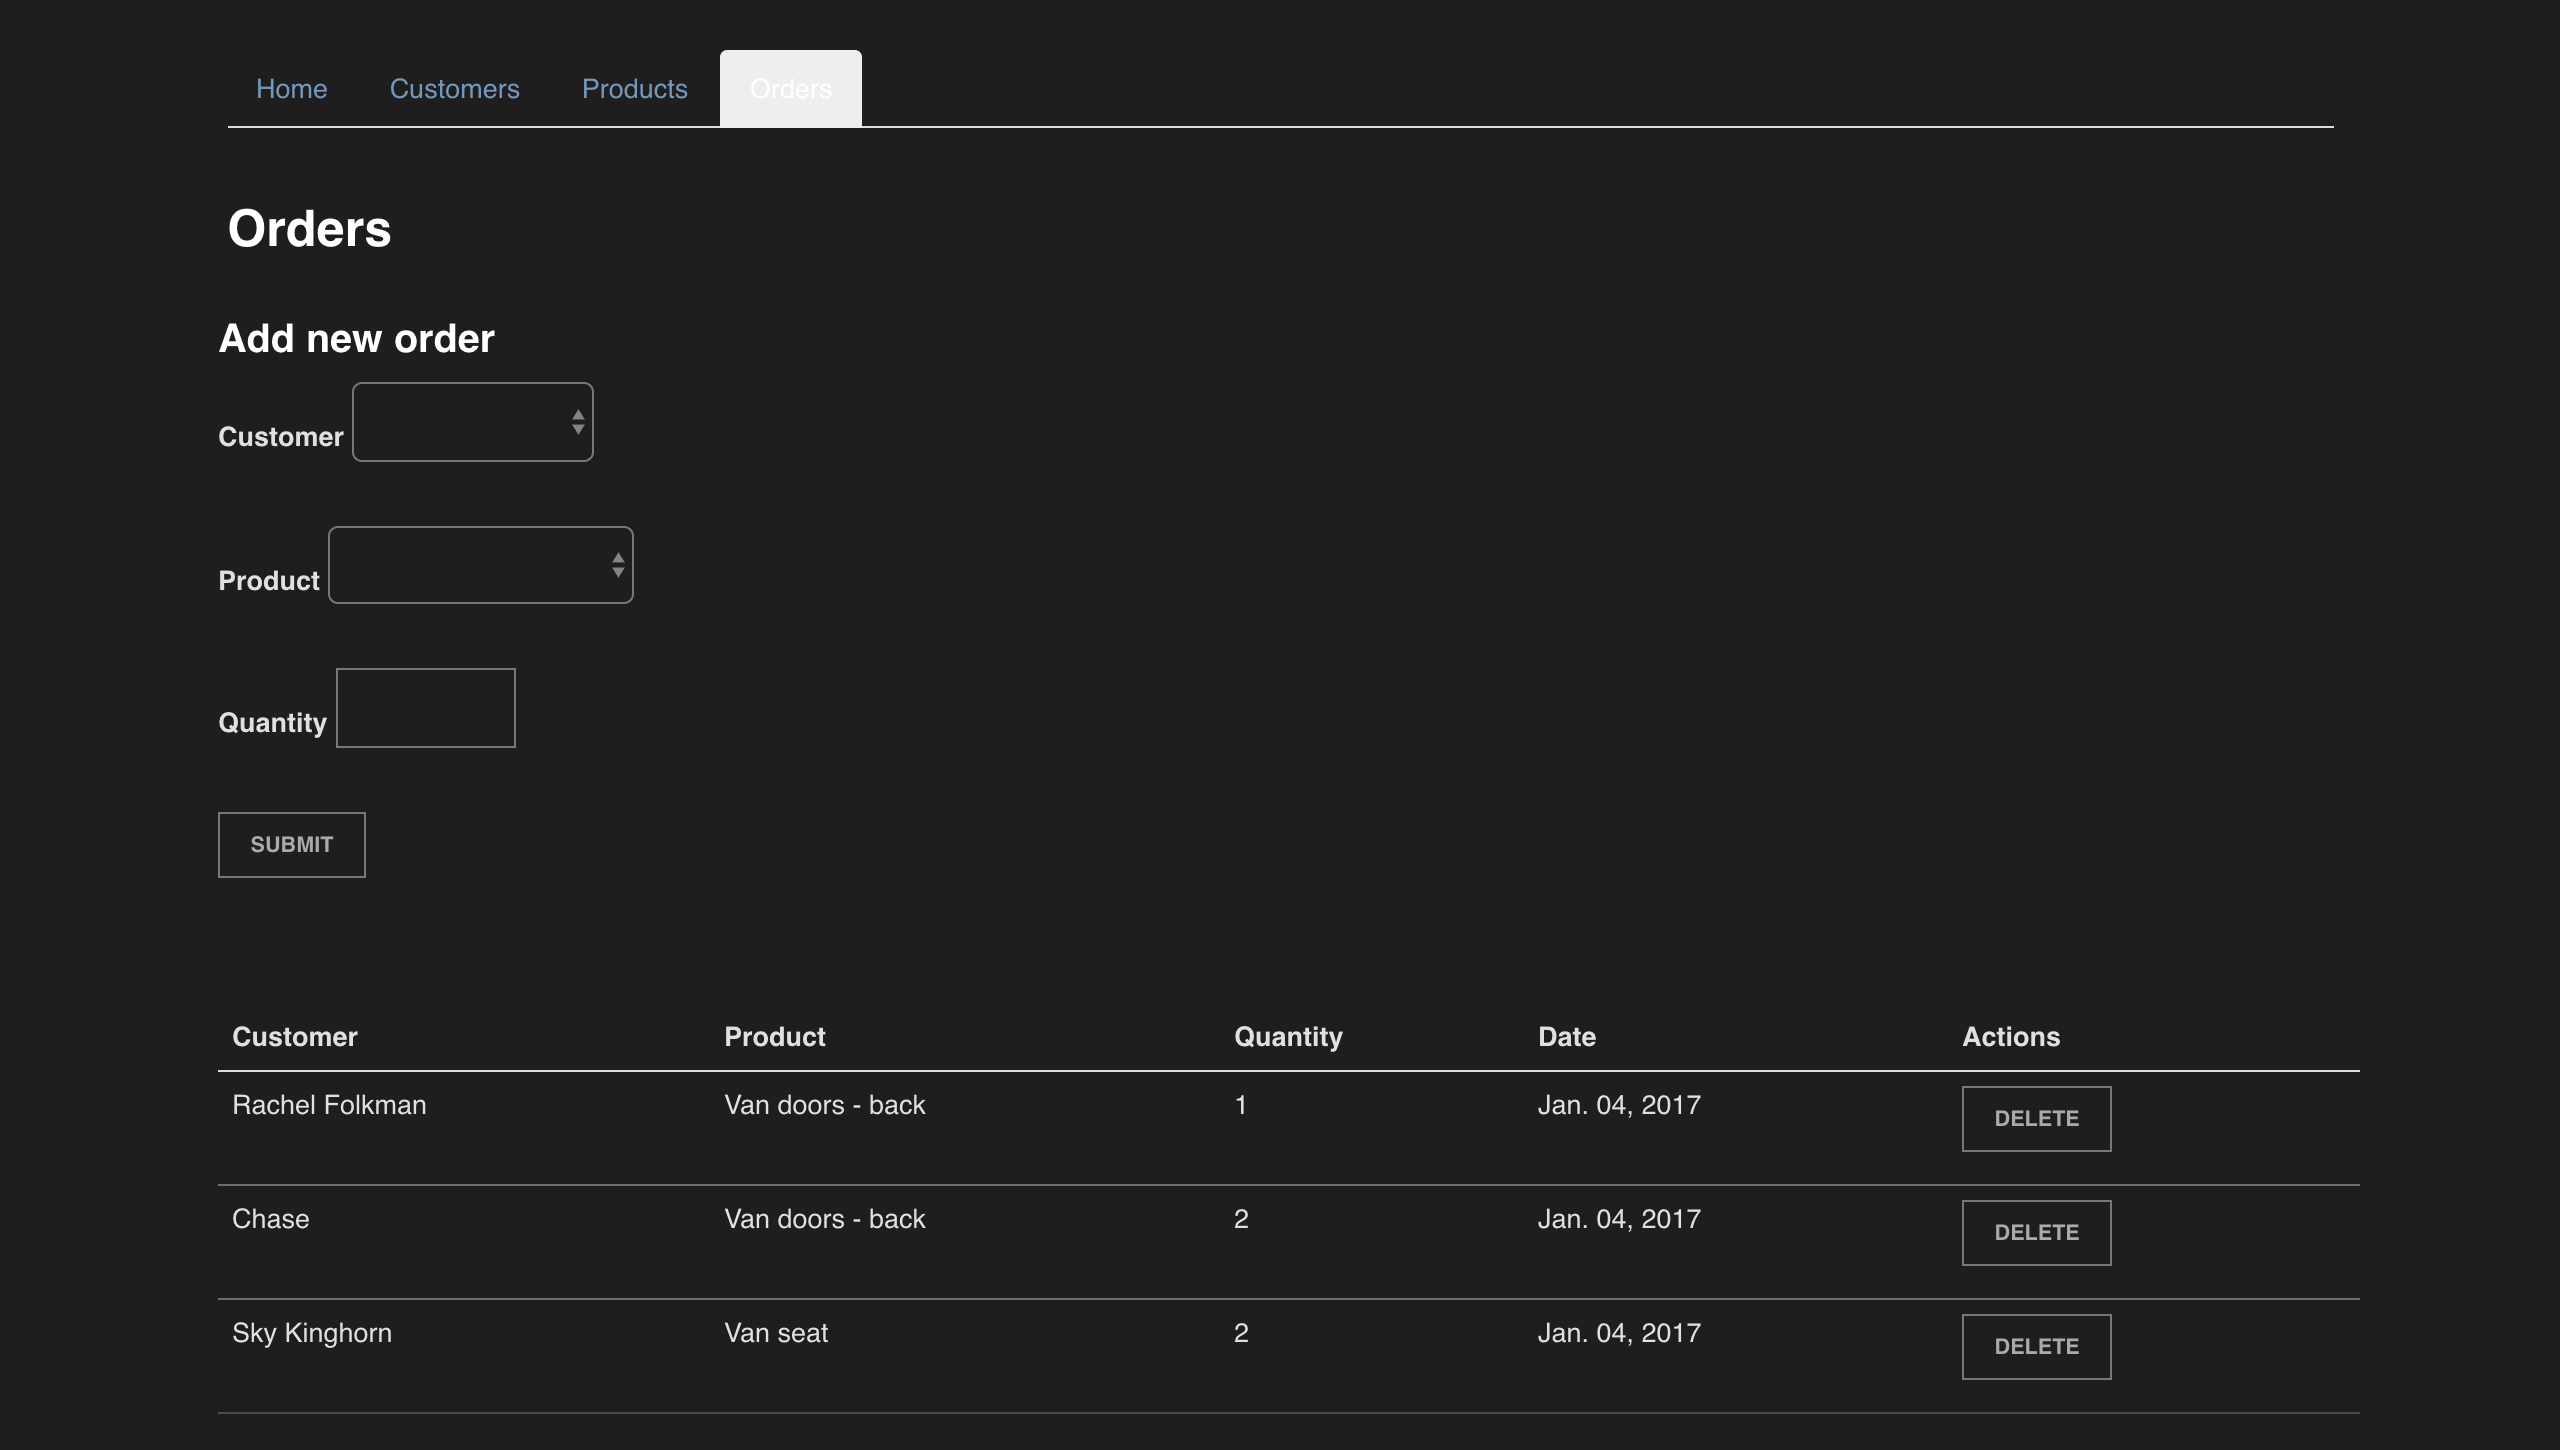 Home Customers Products Orders
Orders
Add new order
Customer
Product
Quantity
SUBMIT
Customer Product Quantity Date Actions
Rachel Folkman Van doors - back 1 Jan. 04, 2017 DELETE
Chase Van doors - back 2 Jan. 04, 2017 DELETE
Sky Kinghorn Van seat 2 Jan. 04, 2017 DELETE